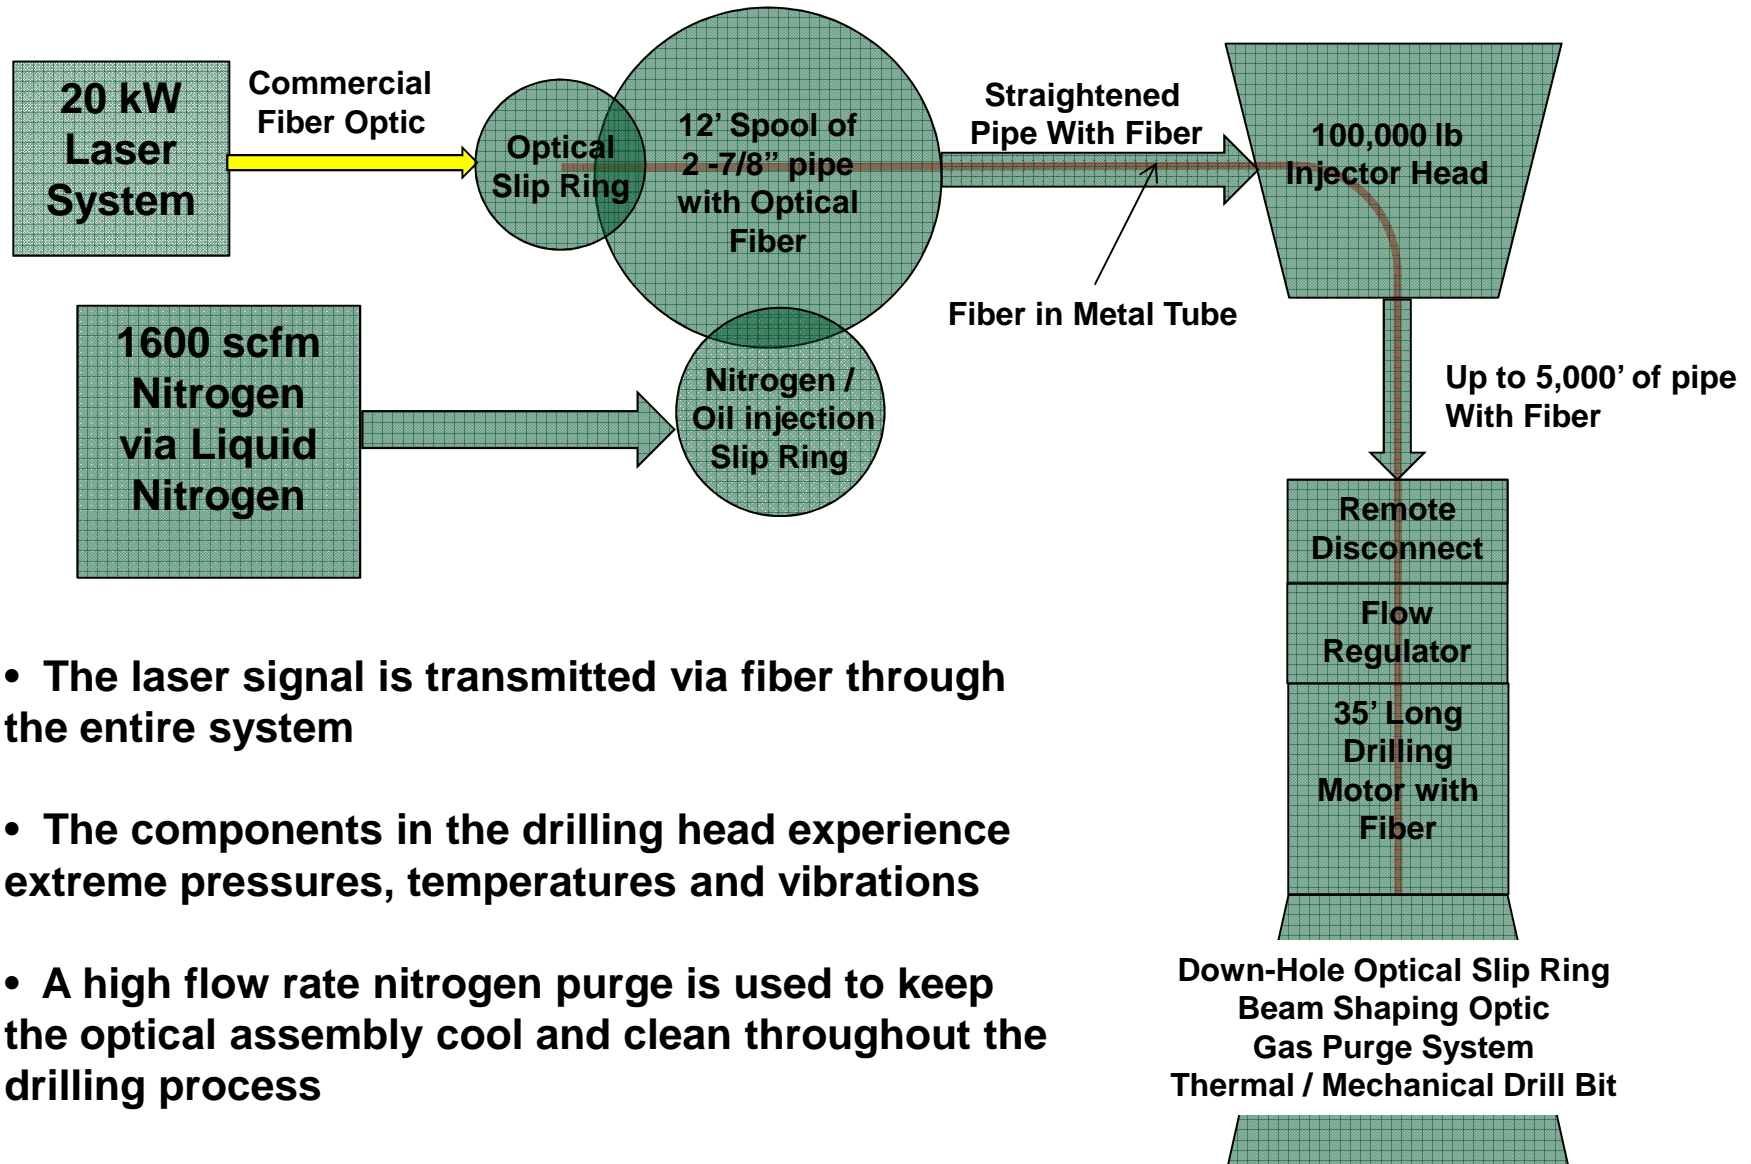 20 kW
Laser
System
Commercial
Fiber Optic
Optical
Slip Ring
12’ Spool of
2 -7/8” pipe
with Optical
Fiber
Straightened
Pipe With Fiber
100,000 lb
Injector Head
Fiber in Metal Tube
1600 scfm
Nitrogen
via Liquid
Nitrogen
Nitrogen /
Oil injection
Slip Ring
Up to 5,000’ of pipe
With Fiber
Remote
Disconnect
Flow
Regulator
35’ Long
Drilling
Motor with
Fiber
Down-Hole Optical Slip Ring
Beam Shaping Optic
Gas Purge System
Thermal / Mechanical Drill Bit
• The laser signal is transmitted via fiber through
the entire system
• The components in the drilling head experience
extreme pressures, temperatures and vibrations
• A high flow rate nitrogen purge is used to keep
the optical assembly cool and clean throughout the
drilling process